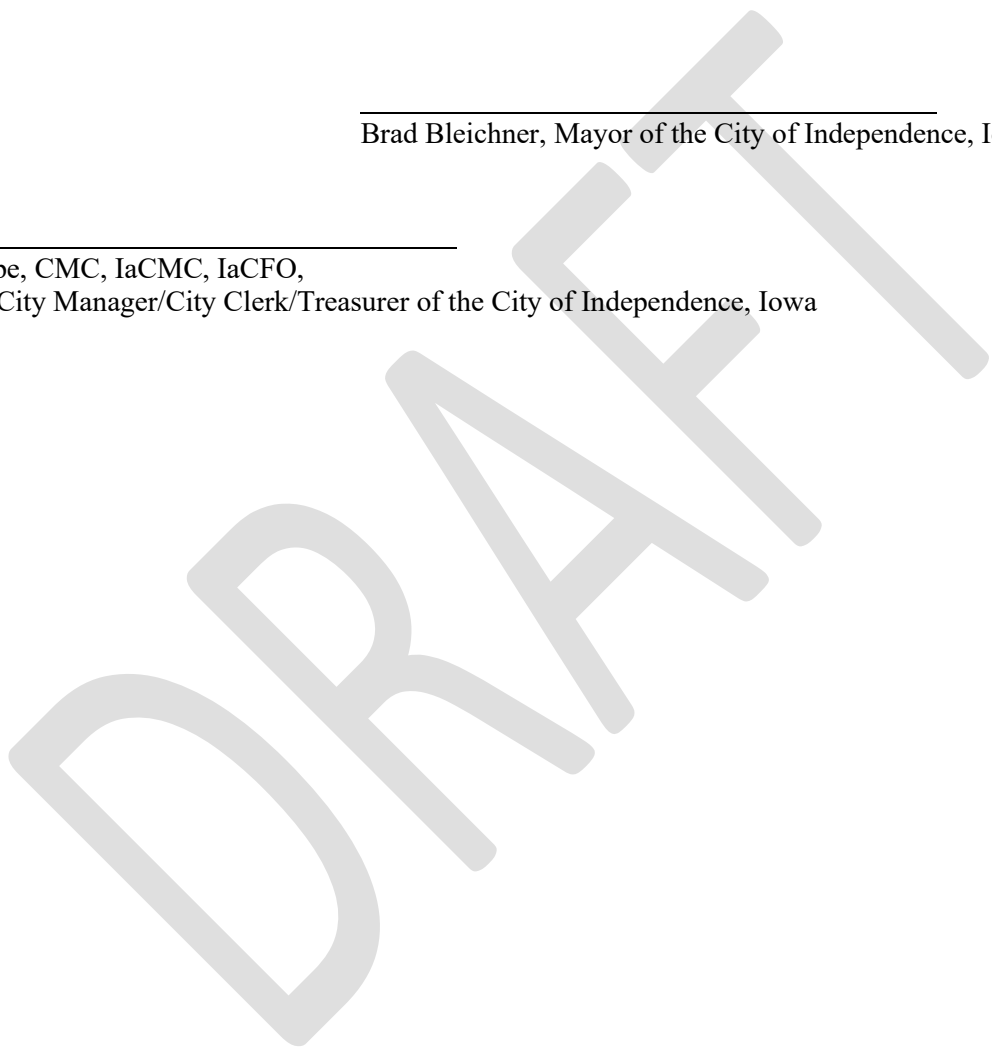 Brad Bleichner, Mayor of the City of Independence,
CMC, IaCMC, IaCFO,
City Manager/City Clerk/Treasurer of the City of Independence, Iowa
DRAFT